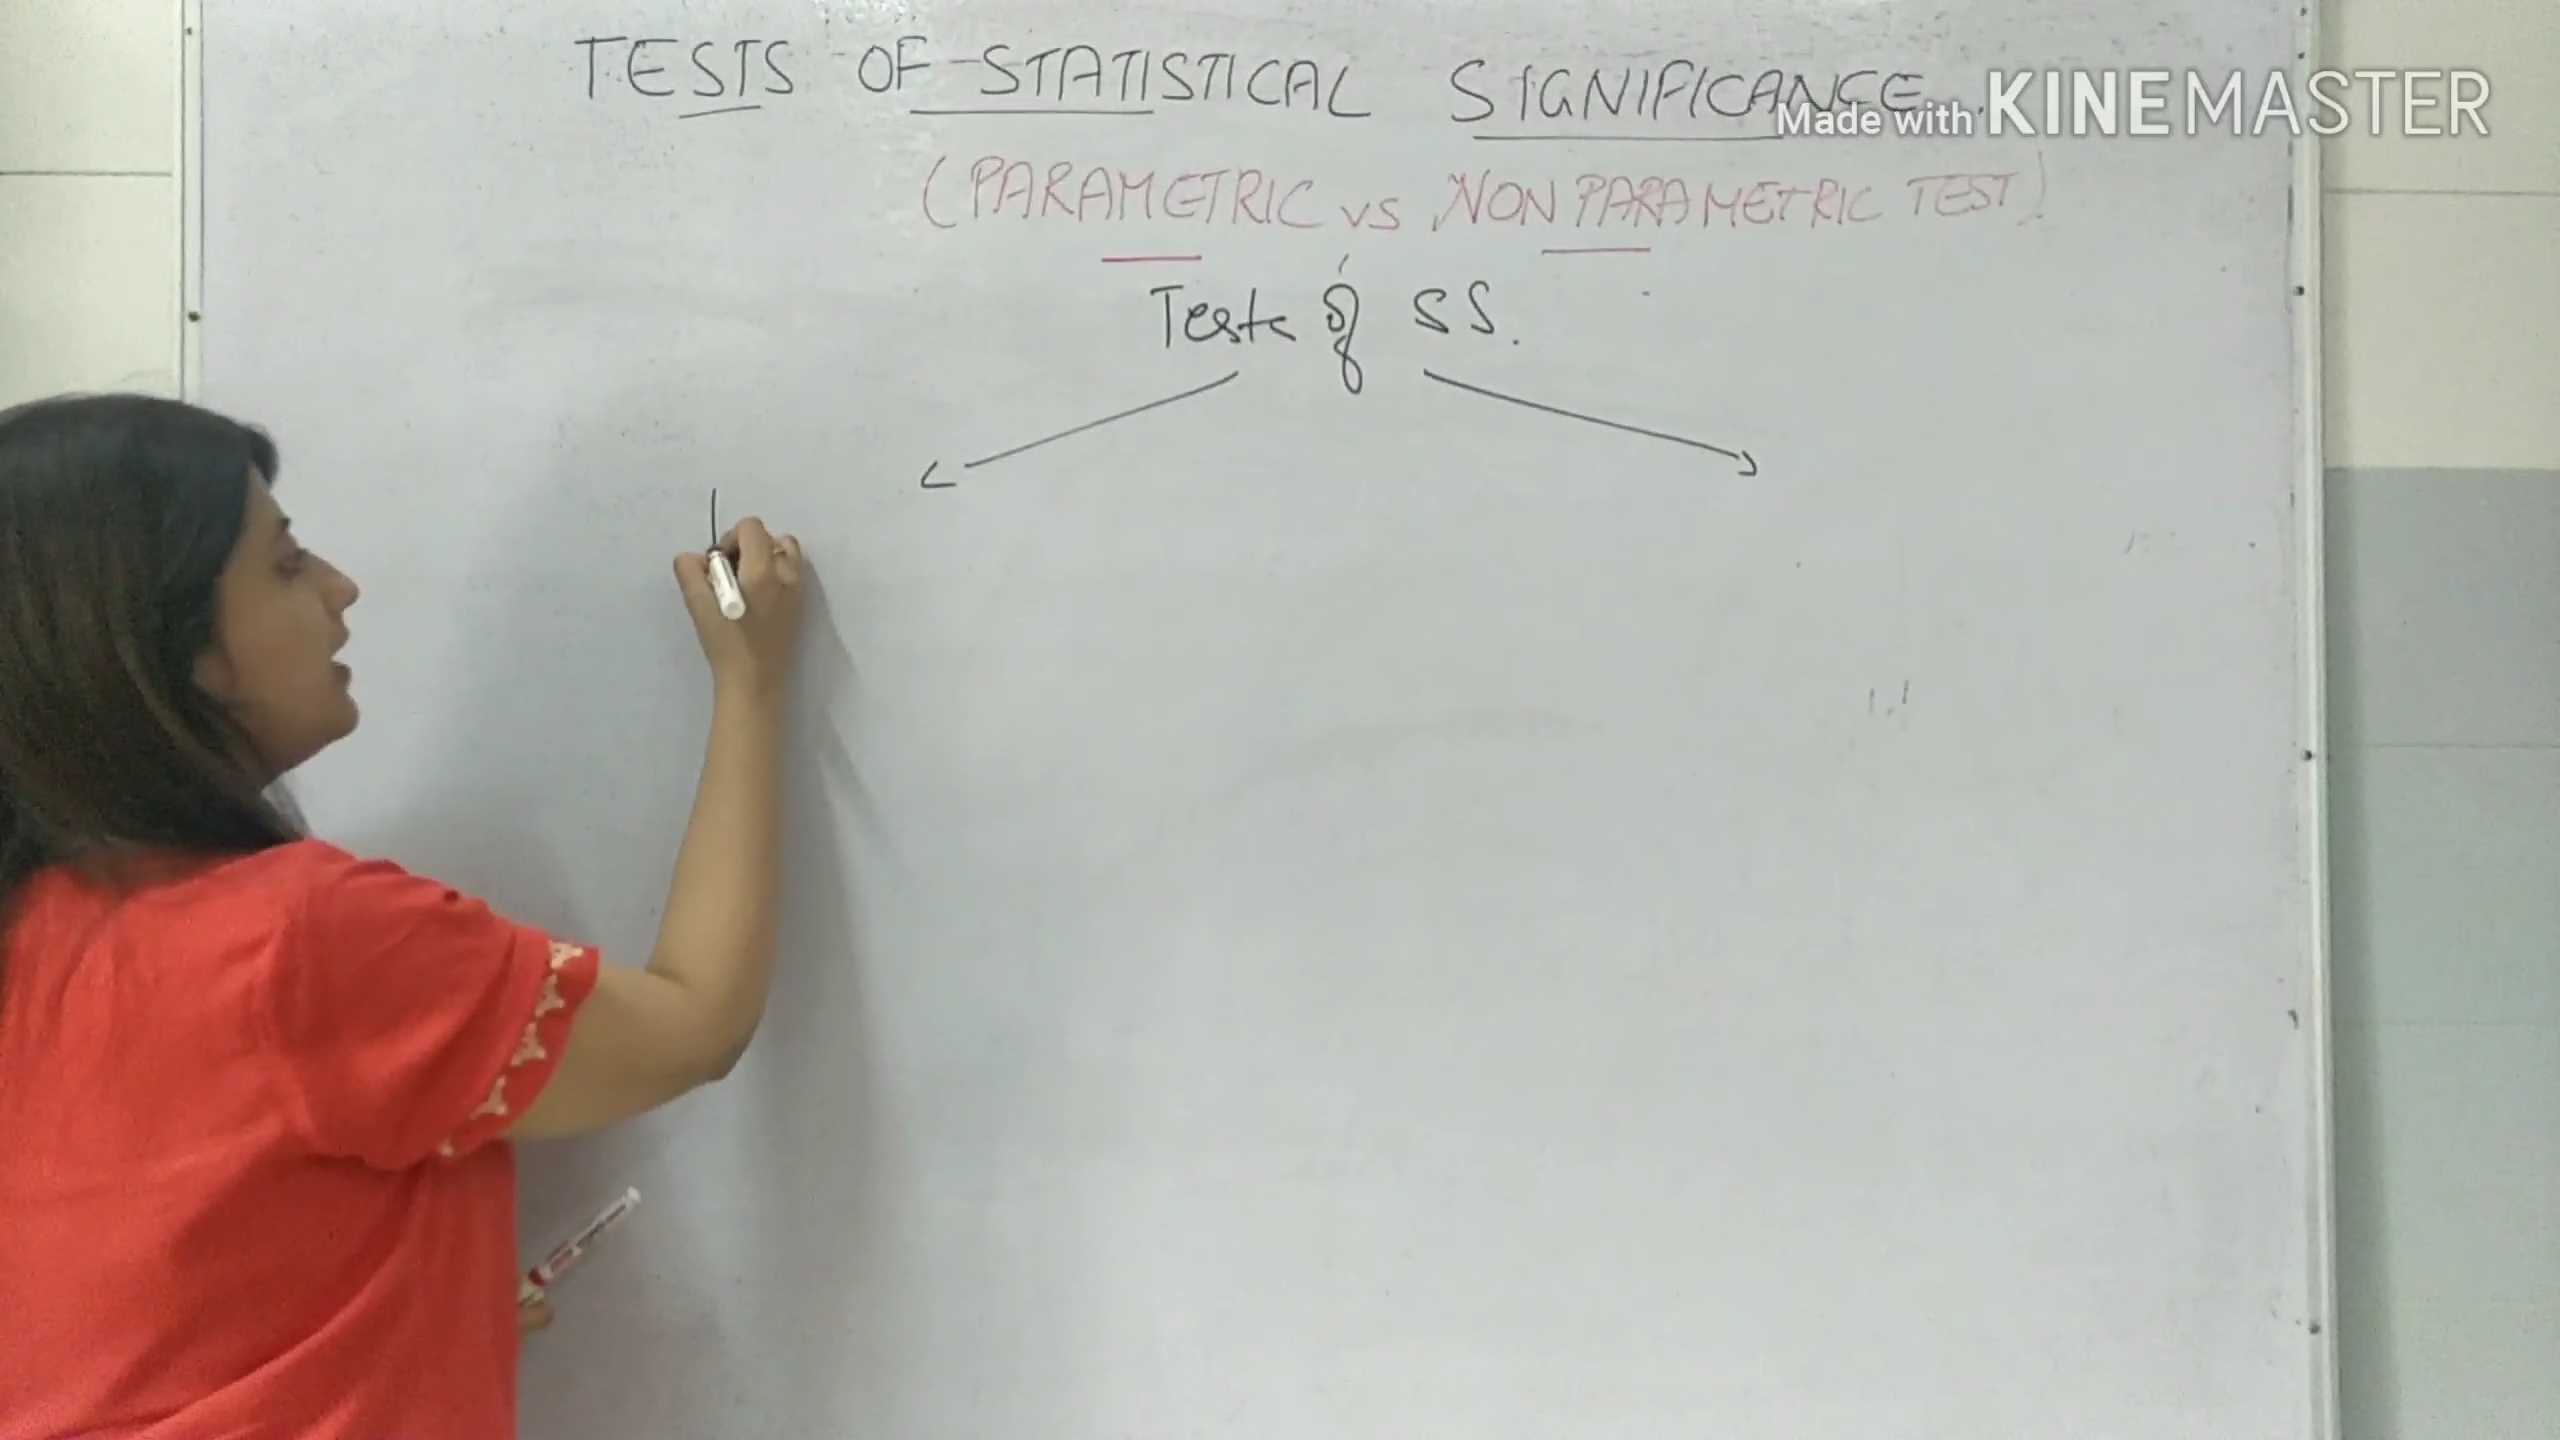 TESTS OF STATISTICAL SIGNIFICANCE.
Made with KINEMASTER
(PARAMETRIC vs NON PARAMETRIC TEST)
Tests of SS.